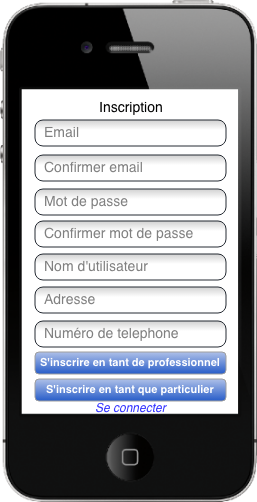 Inscription
Email
Confirmer email
Mot de passe
Confirmer mot de passe
Nom d'utilisateur
Adresse
Numéro de telephone
S'inscrire en tant de professionnel
S'inscrire en tant que particulier
Se connecter